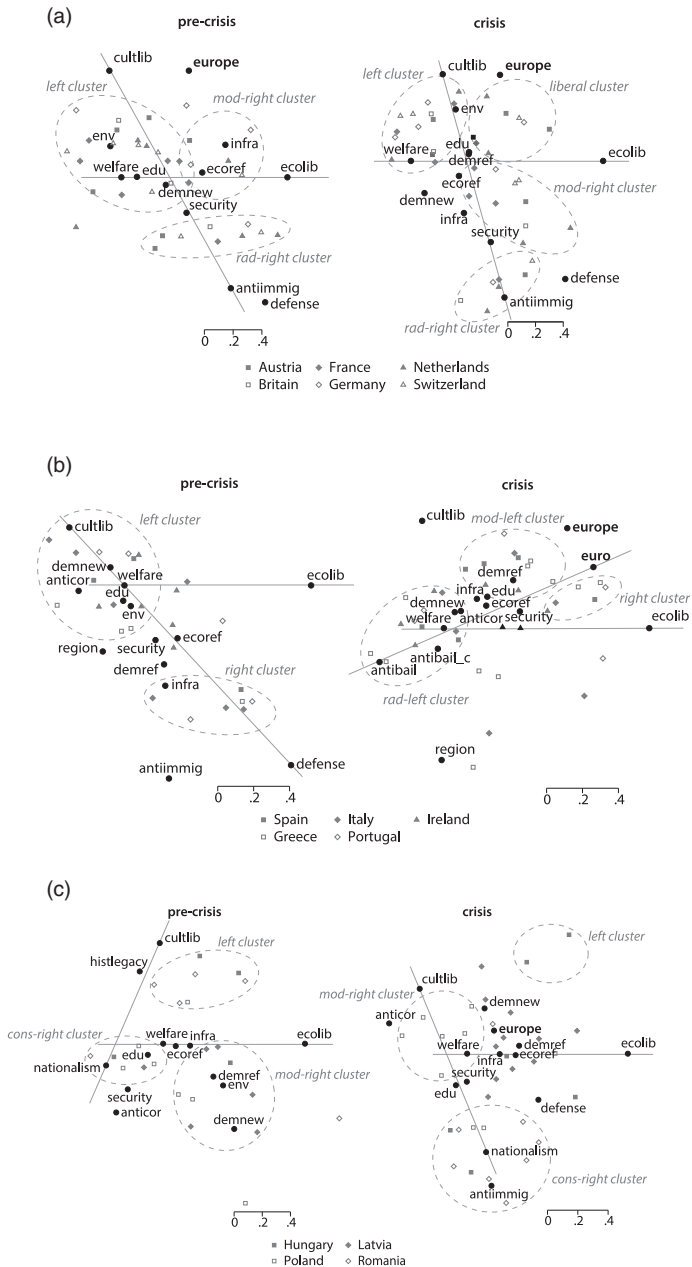 (a)
pre-crisis
crisis
cultlib
europe
left cluster
mod-right cluster
env
infra
welfare
edu
ecoref
ecolib
demnew
security
rad-right cluster
antiimmig
defense
0 .2 .4
cultlib
europe
left cluster
liberal cluster
env
edu
welfare
demref
ecolib
ecoref
mod-right cluster
demnew
infra
security
defense
antiimmig
rad-right cluster
0 .2 .4
Austria France Netherlands
Britain Germany Switzerland
(b)
pre-crisis
crisis
left cluster
cultlib
demnew
welfare
anticor
ecolib
edu
env
region
security
ecoref
demref
infra
right cluster
antiimmig
defense
0 .2 .4
cultlib
mod-left cluster
europe
euro
demref
infra
edu
right cluster
demnew
ecoref
welfare
anticor
security
ecolib
antibail
antibail_c
rad-left cluster
region
0 .2 .4
Spain Italy Ireland
Greece Portugal
(c)
pre-crisis
crisis
cultlib
left cluster
histlegacy
cons-right cluster
welfare
infra
ecolib
edu
ecoref
nationalism
mod-right cluster
demref
env
security
anticor
demnew
0 .2 .4
left cluster
mod-right cluster
cultlib
demnew
anticor
europe
welfare
demref
ecolib
infra
ecoref
security
edu
defense
nationalism
cons-right cluster
antiimmig
0 .2 .4
Hungary Latvia
Poland Romania